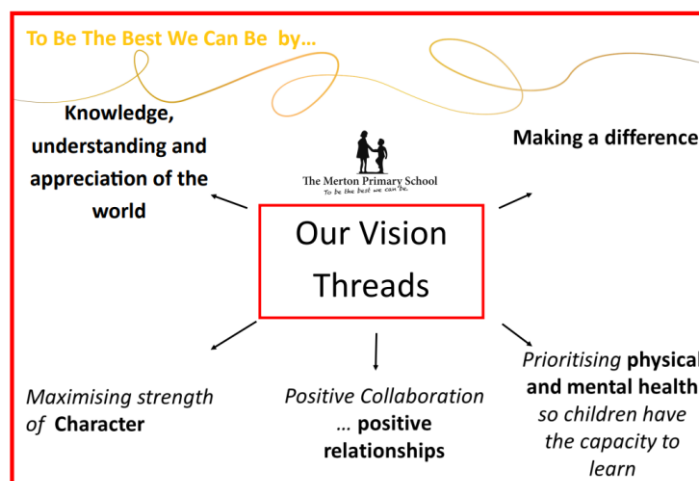 To Be The Best We Can Be by...
Knowledge,
understanding and
appreciation of the
world
The Merton Primary School
To be the best we can be.
Making a difference
Our Vision
Threads
Maximising strength
of Character
Positive Collaboration
... positive
relationships
Prioritising physical
and mental health
so children have
the capacity to
learn